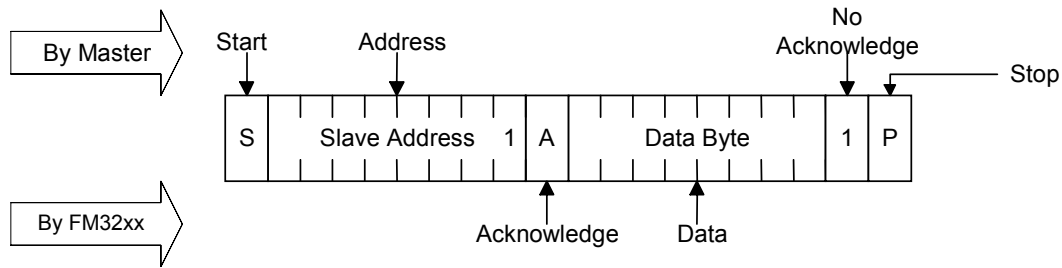 By Master
Start
Address
No
Acknowledge
Stop
S
Slave Address
1
A
Data Byte
1
P
By FM32xx
Acknowledge
Data